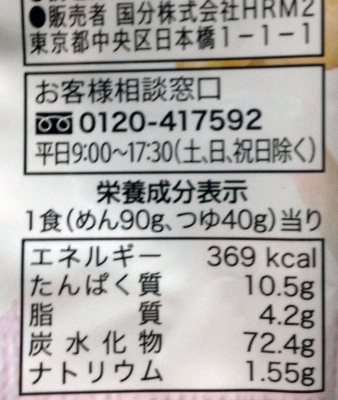 ●販売者 国分株式会社HRM2
東京都中央区日本橋1－1－1
お客様相談窓口
0120-417592
平日9:00～17:30(土、日、祝日除く)
栄養成分表示
1食(めん90g、つゆ40g)当り
エネルギー 369 kcal
たんぱく質 10.5g
脂質 4.2g
炭水化物 72.4g
ナトリウム 1.55g